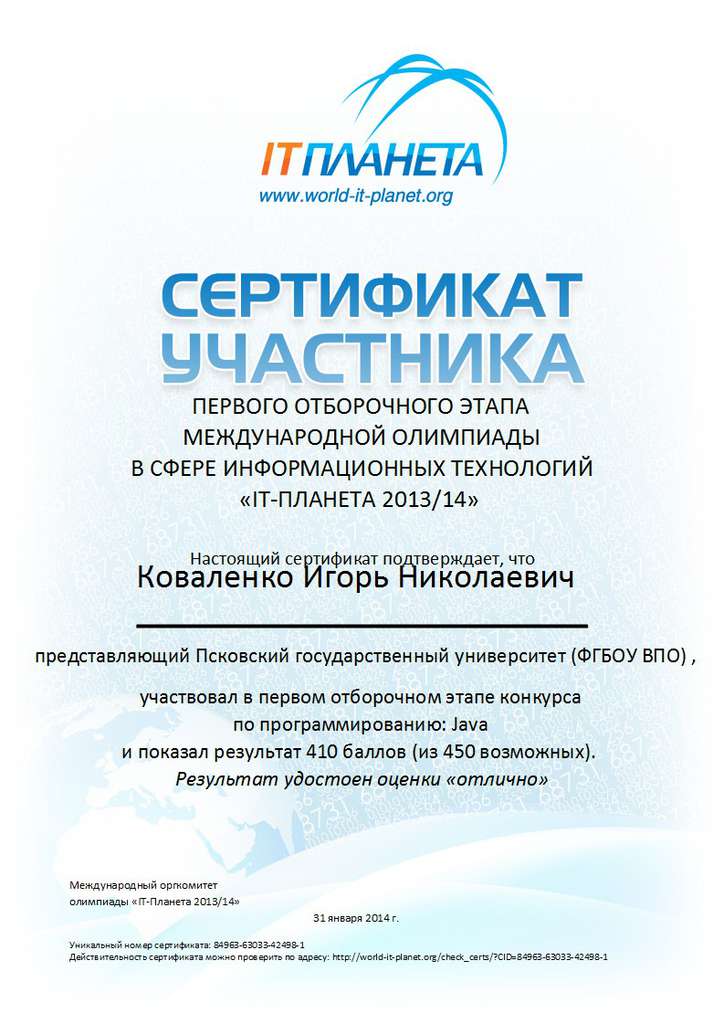 IT ПЛАНЕТА
www.world-it-planet.org
СЕРТИФИКАТ
УЧАСТНИКА
ПЕРВОГО ОТБОРОЧНОГО ЭТАПА
МЕЖДУНАРОДНОЙ ОЛИМПИАДЫ
В СФЕРЕ ИНФОРМАЦИОННЫХ ТЕХНОЛОГИЙ
«IT-ПЛАНЕТА 2013/14»
Настоящий сертификат подтверждает, что
Коваленко Игорь Николаевич
представляющий Псковский государственный университет (ФГБОУ ВПО) ,
участвовал в первом отборочном этапе конкурса
по программированию: Java
и показал результат 410 баллов (из 450 возможных).
Результат удостоен оценки «отлично»
Международный оргкомитет
олимпиады «IT-Планета 2013/14»
31 января 2014 г.
Уникальный номер сертификата: 84963-63033-42498-1
Действительность сертификата можно проверить по адресу: http://world-it-planet.org/check_certs/?CID=84963-63033-42498-1